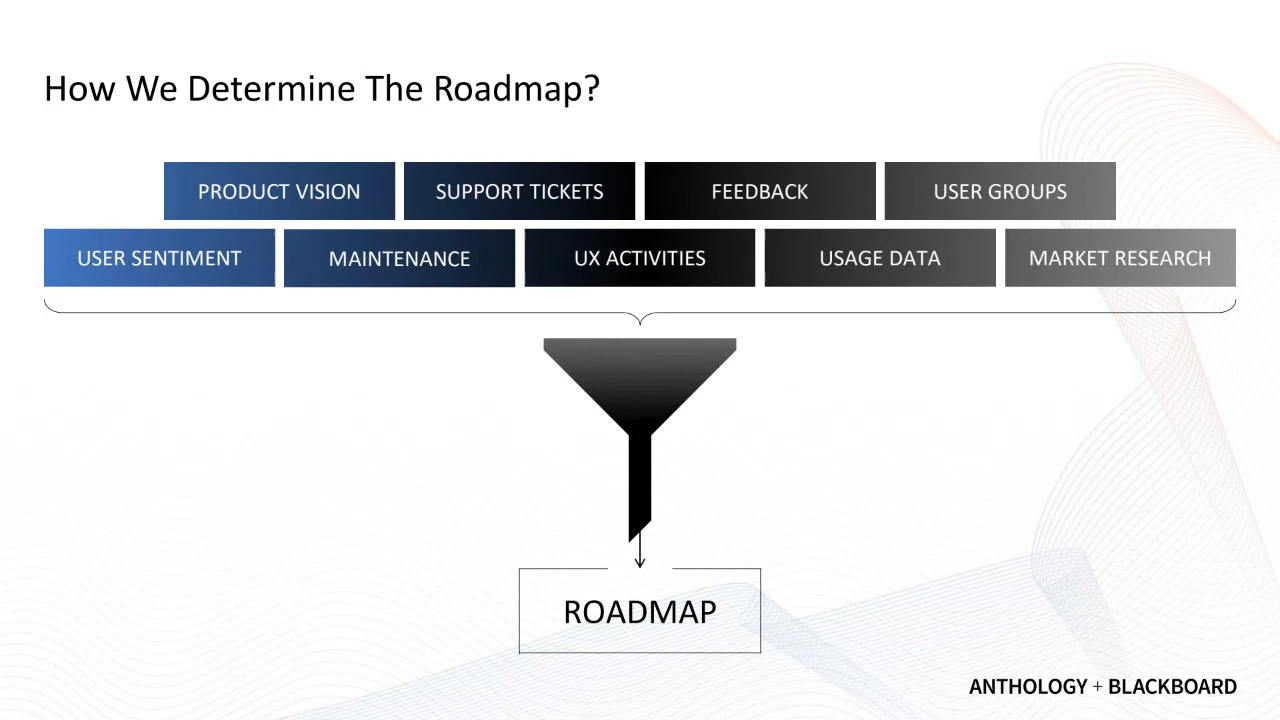 How We Determine The Roadmap?
PRODUCT VISION
SUPPORT TICKETS
FEEDBACK
USER GROUPS
USER SENTIMENT
MAINTENANCE
UX ACTIVITIES
USAGE DATA
MARKET RESEARCH
ROADMAP
ANTHOLOGY + BLACKBOARD